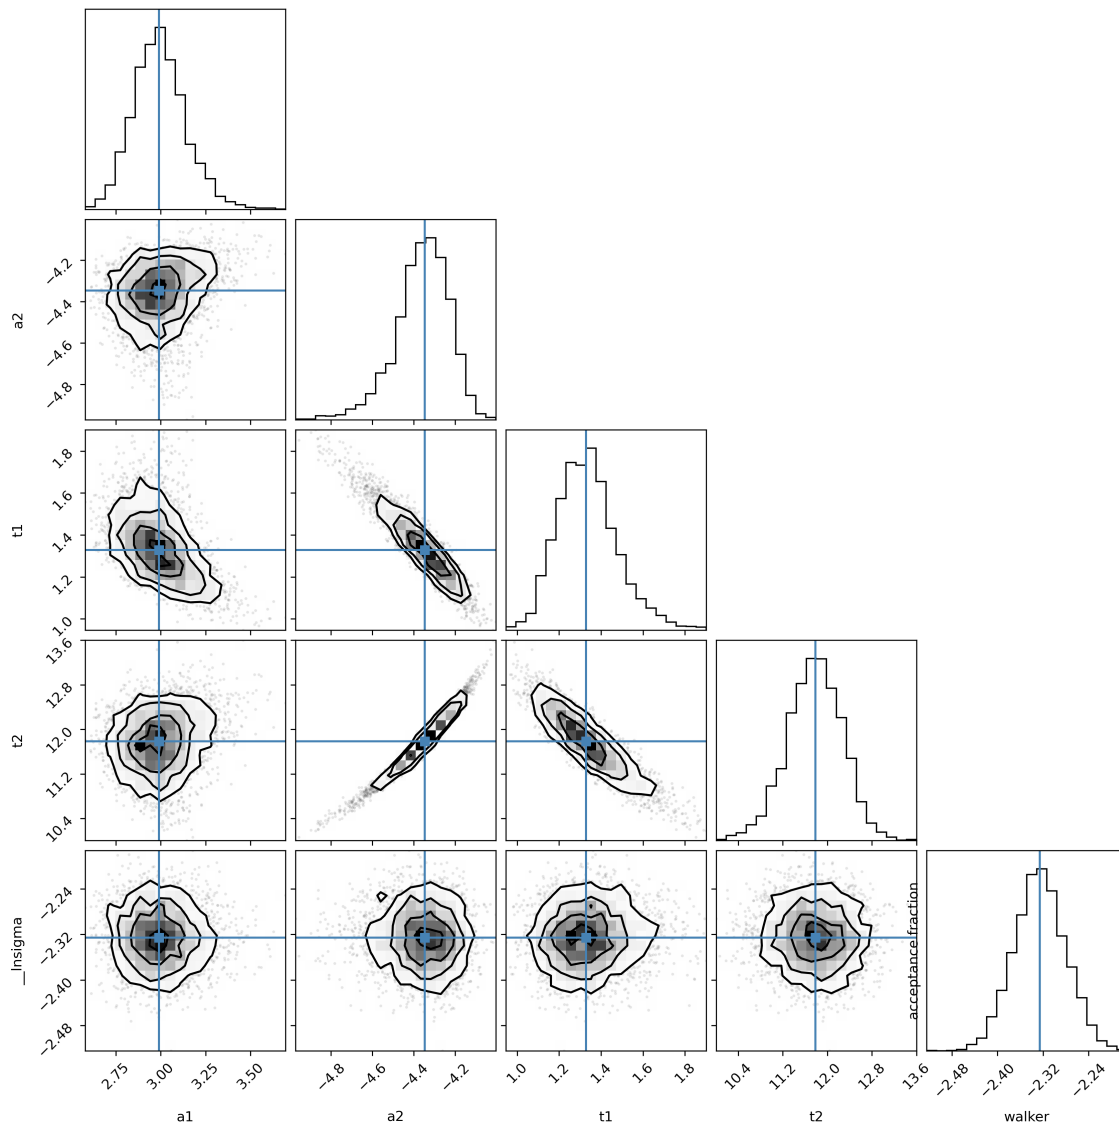 a2
−4.2
−4.4
−4.6
−4.8
t1
1.8
1.6
1.4
1.2
1.0
t2
13.6
12.8
12.0
11.2
10.4
__lnsigma
−2.24
−2.32
−2.40
−2.48
acceptance fraction
2.75 3.00 3.25 3.50
−4.8 −4.6 −4.4 −4.2
1.0 1.2 1.4 1.6 1.8
10.4 11.2 12.0 12.8 13.6
−2.48 −2.40 −2.32 −2.24
a1 a2 t1 t2 walker